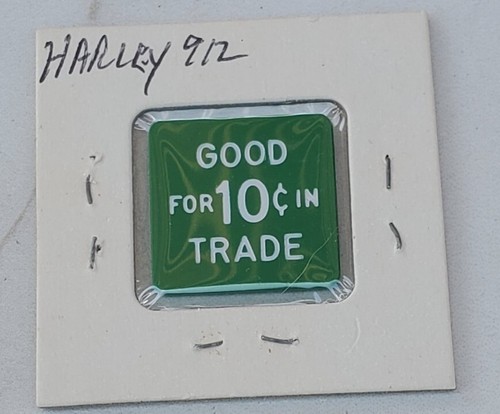 HARLEY 912
GOOD
FOR 10¢ IN
TRADE